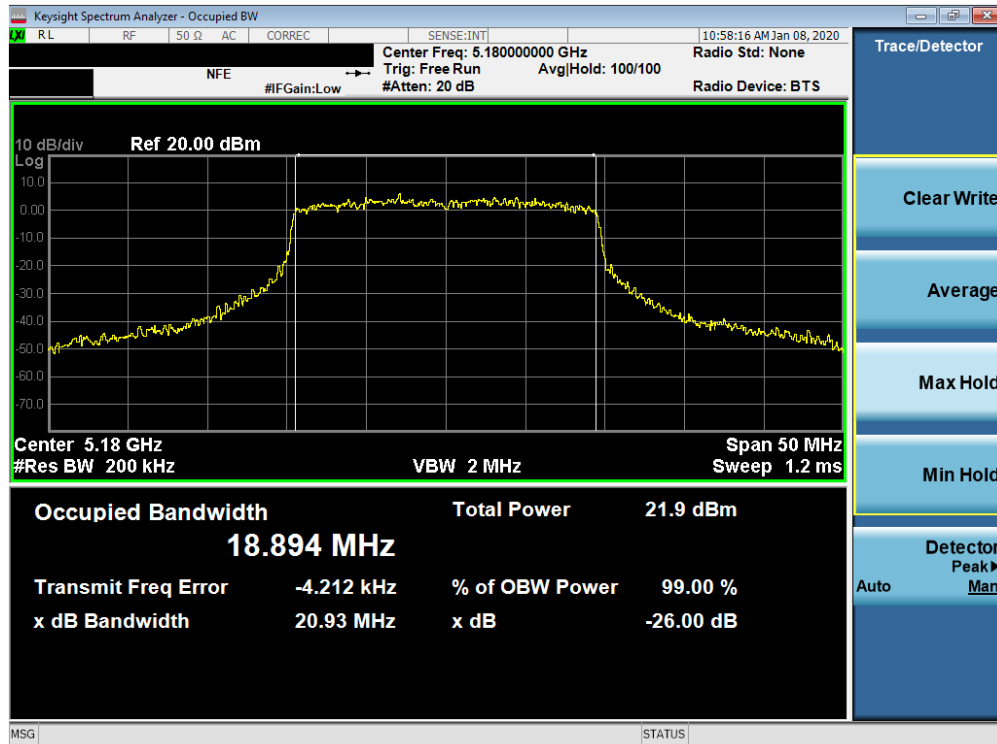 Keysight Spectrum Analyzer - Occupied BW
LXI RL RF 50 Ω AC CORREC SENSE:INT 10:58:16 AM Jan 08, 2020
Center Freq: 5.180000000 GHz Radio Std: None
NFE Trig: Free Run Avg|Hold: 100/100
#IFGain:Low #Atten: 20 dB Radio Device: BTS
Trace/Detector
10 dB/div Ref 20.00 dBm
Log
10.0
0.00
-10.0
-20.0
-30.0
-40.0
-50.0
-60.0
-70.0
Center 5.18 GHz Span 50 MHz
#Res BW 200 kHz VBW 2 MHz Sweep 1.2 ms
Occupied Bandwidth Total Power 21.9 dBm
18.894 MHz
Transmit Freq Error -4.212 kHz % of OBW Power 99.00 %
x dB Bandwidth 20.93 MHz x dB -26.00 dB
Clear Write
Average
Max Hold
Min Hold
Detector
Peak▶
Auto Man
MSG STATUS